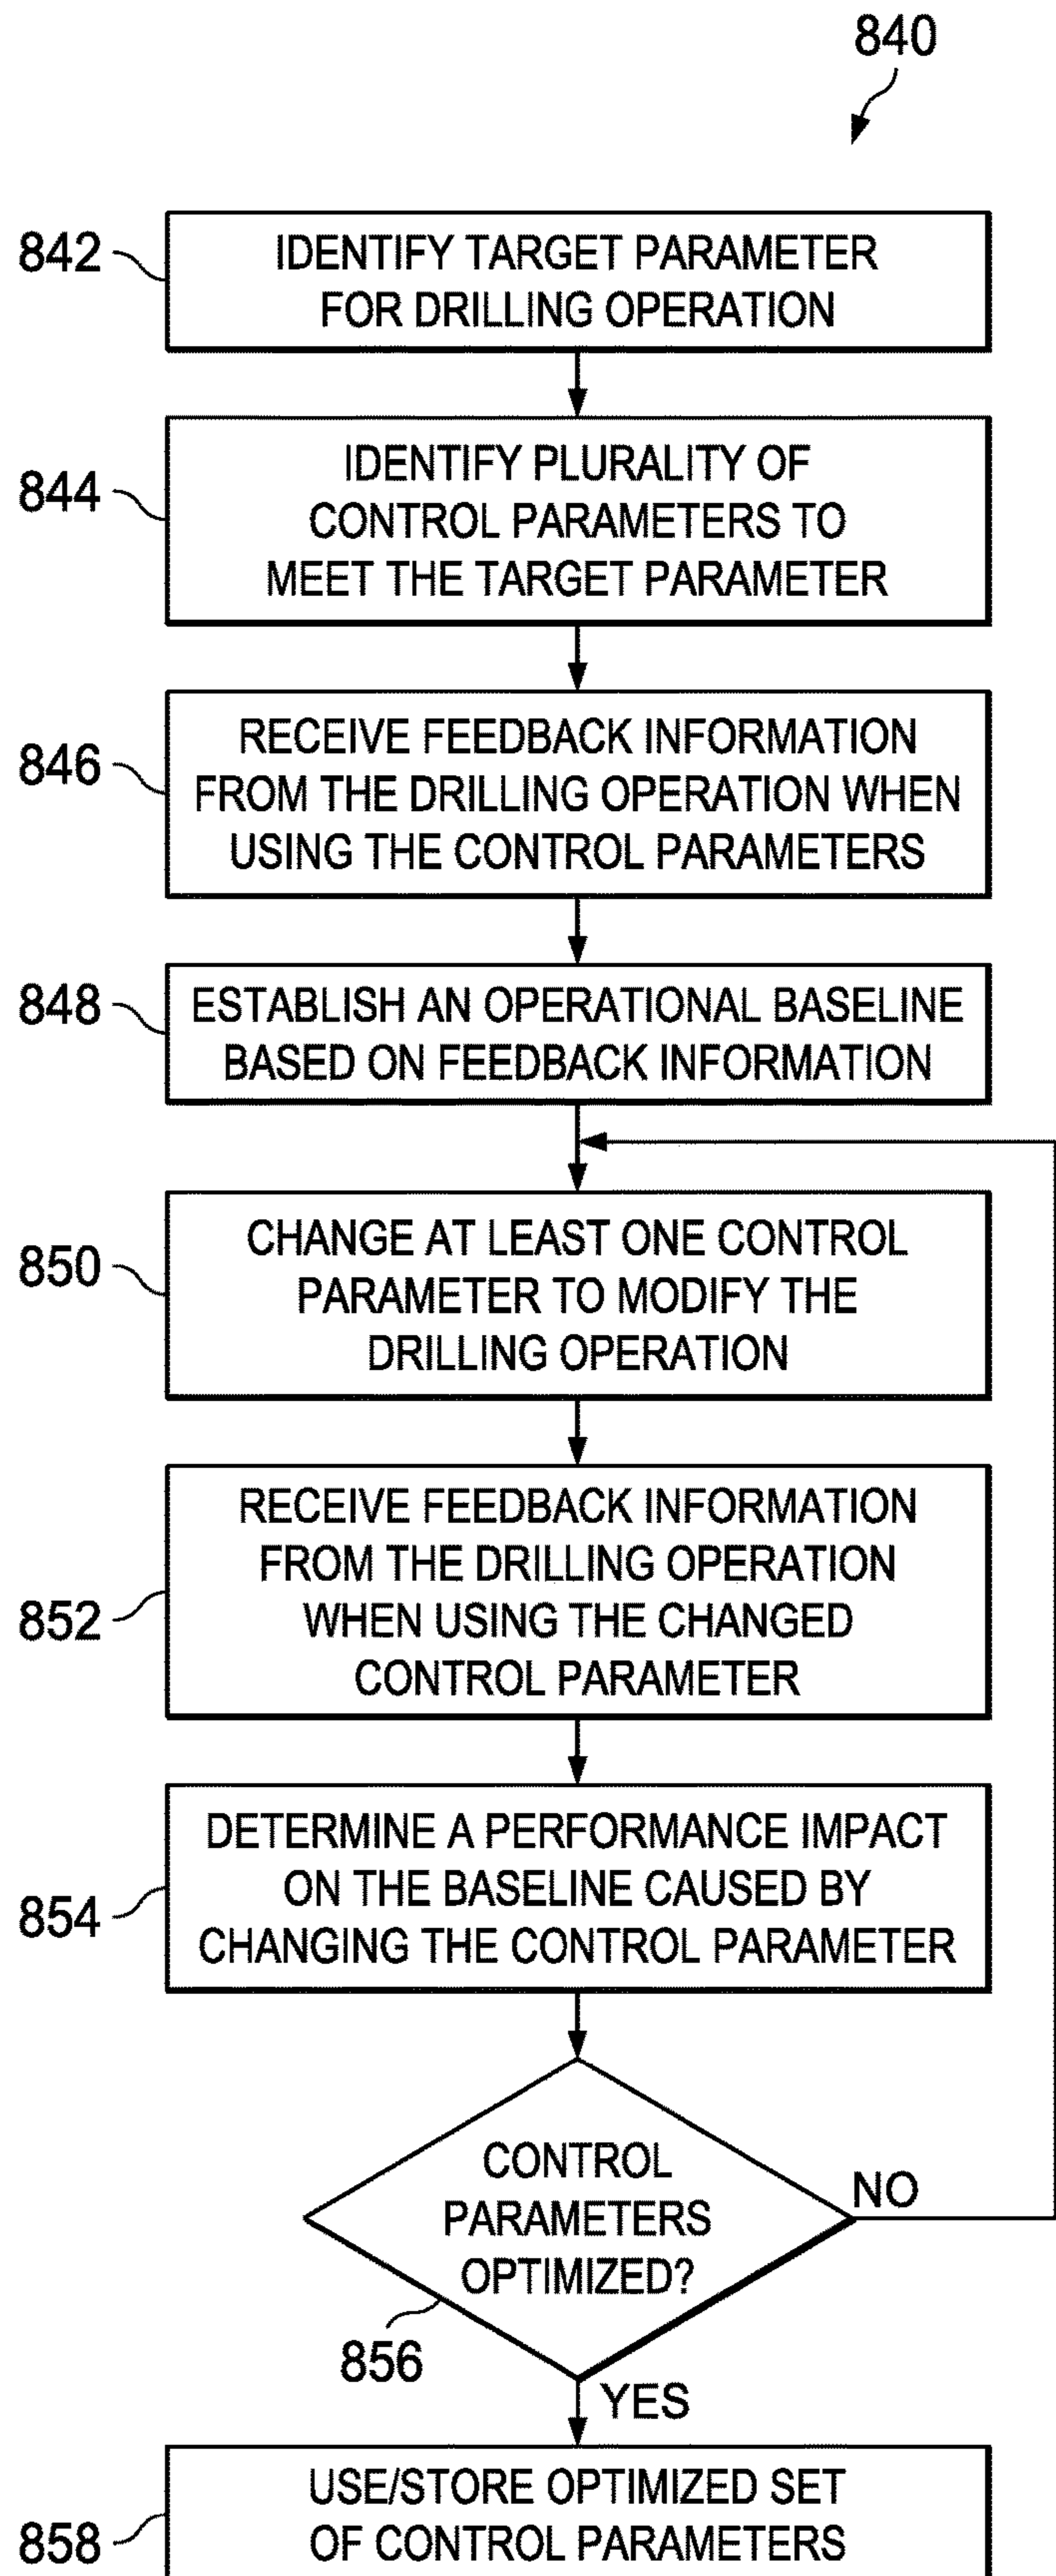 840
842
IDENTIFY TARGET PARAMETER
FOR DRILLING OPERATION
844
IDENTIFY PLURALITY OF
CONTROL PARAMETERS TO
MEET THE TARGET PARAMETER
846
RECEIVE FEEDBACK INFORMATION
FROM THE DRILLING OPERATION WHEN
USING THE CONTROL PARAMETERS
848
ESTABLISH AN OPERATIONAL BASELINE
BASED ON FEEDBACK INFORMATION
850
CHANGE AT LEAST ONE CONTROL
PARAMETER TO MODIFY THE
DRILLING OPERATION
852
RECEIVE FEEDBACK INFORMATION
FROM THE DRILLING OPERATION
WHEN USING THE CHANGED
CONTROL PARAMETER
854
DETERMINE A PERFORMANCE IMPACT
ON THE BASELINE CAUSED BY
CHANGING THE CONTROL PARAMETER
CONTROL
PARAMETERS
OPTIMIZED?
NO
856
YES
858
USE/STORE OPTIMIZED SET
OF CONTROL PARAMETERS